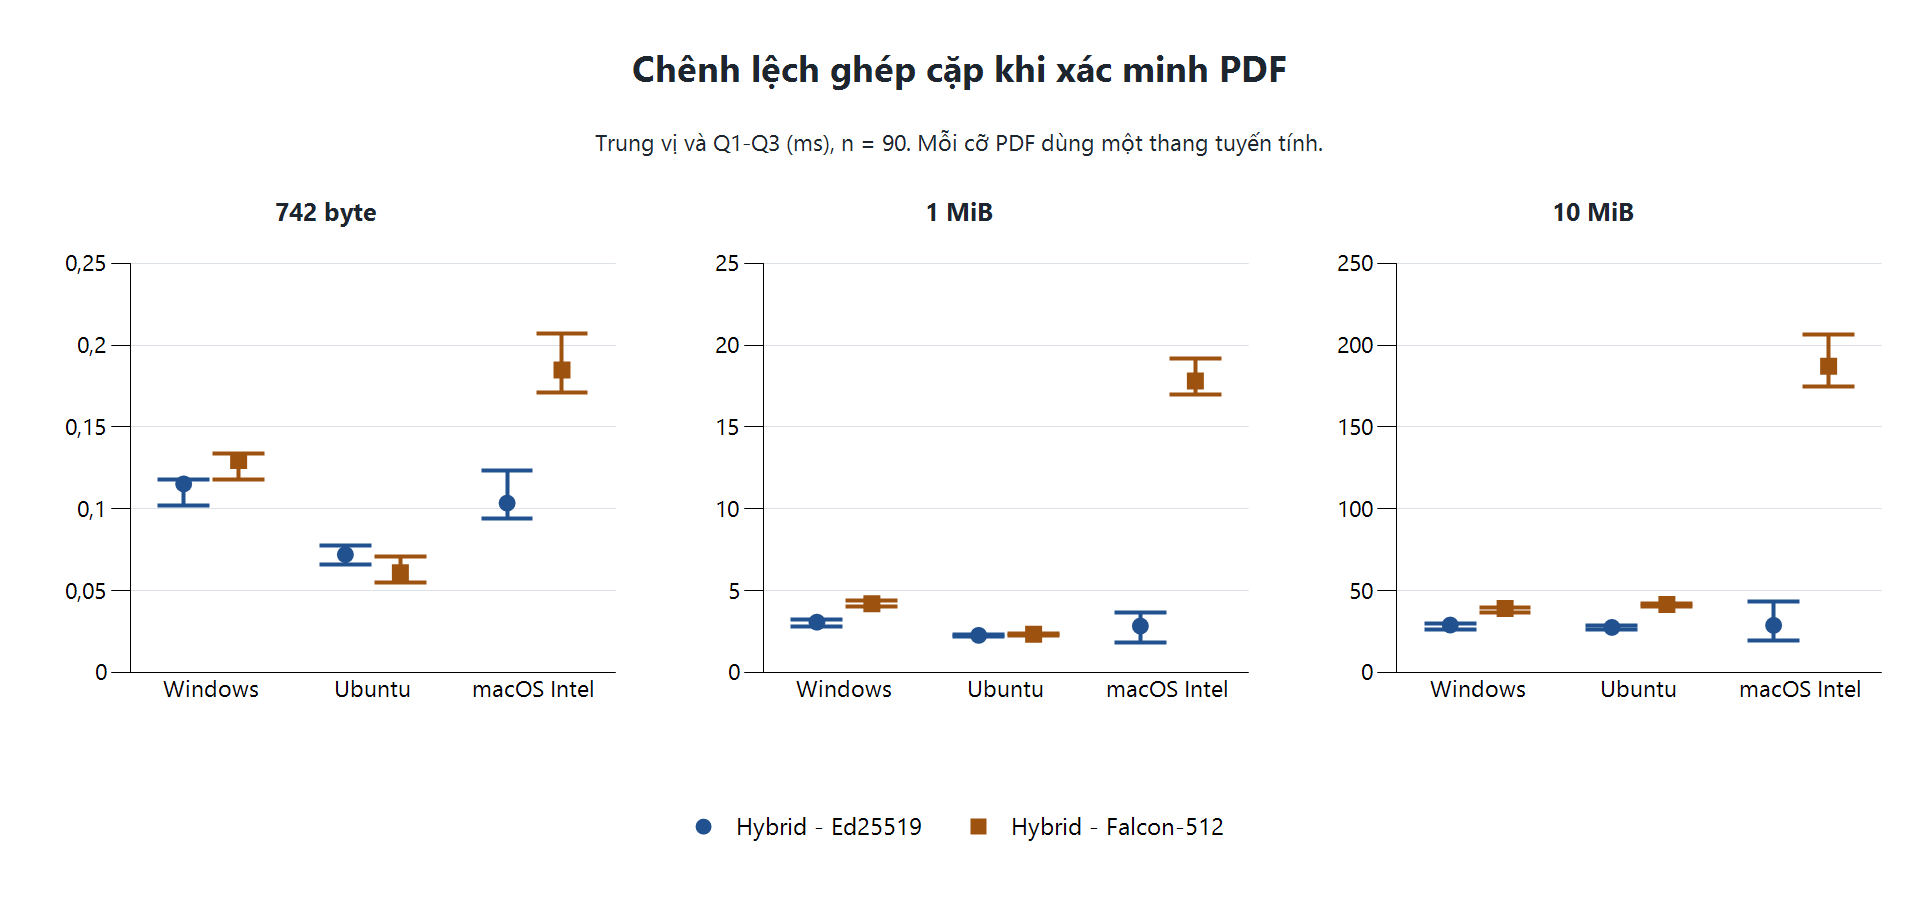 Chênh lệch ghép cặp khi xác minh PDF
Trung vị và Q1-Q3 (ms), n = 90. Mỗi cỡ PDF dùng một thang tuyến tính.
742 byte
0,25
0,2
0,15
0,1
0,05
0
Windows Ubuntu macOS Intel
1 MiB
25
20
15
10
5
0
Windows Ubuntu macOS Intel
10 MiB
250
200
150
100
50
0
Windows Ubuntu macOS Intel
Hybrid - Ed25519 Hybrid - Falcon-512